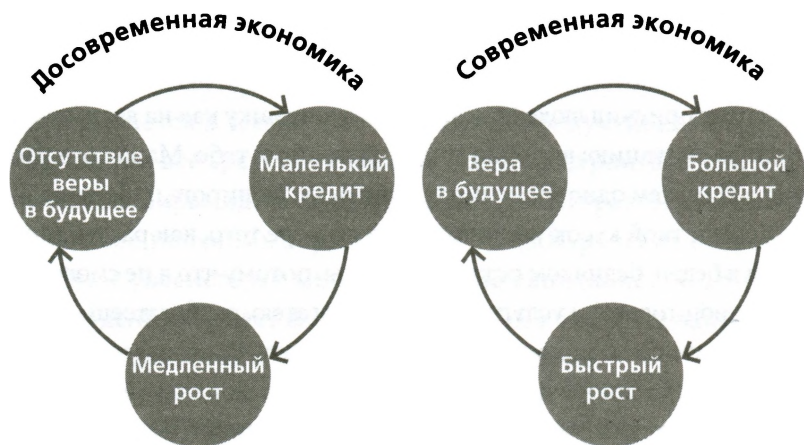 Досовременная экономика
Отсутствие
веры
в будущее
Маленький
кредит
Медленный
рост
Современная экономика
Вера
в будущее
Большой
кредит
Быстрый
рост